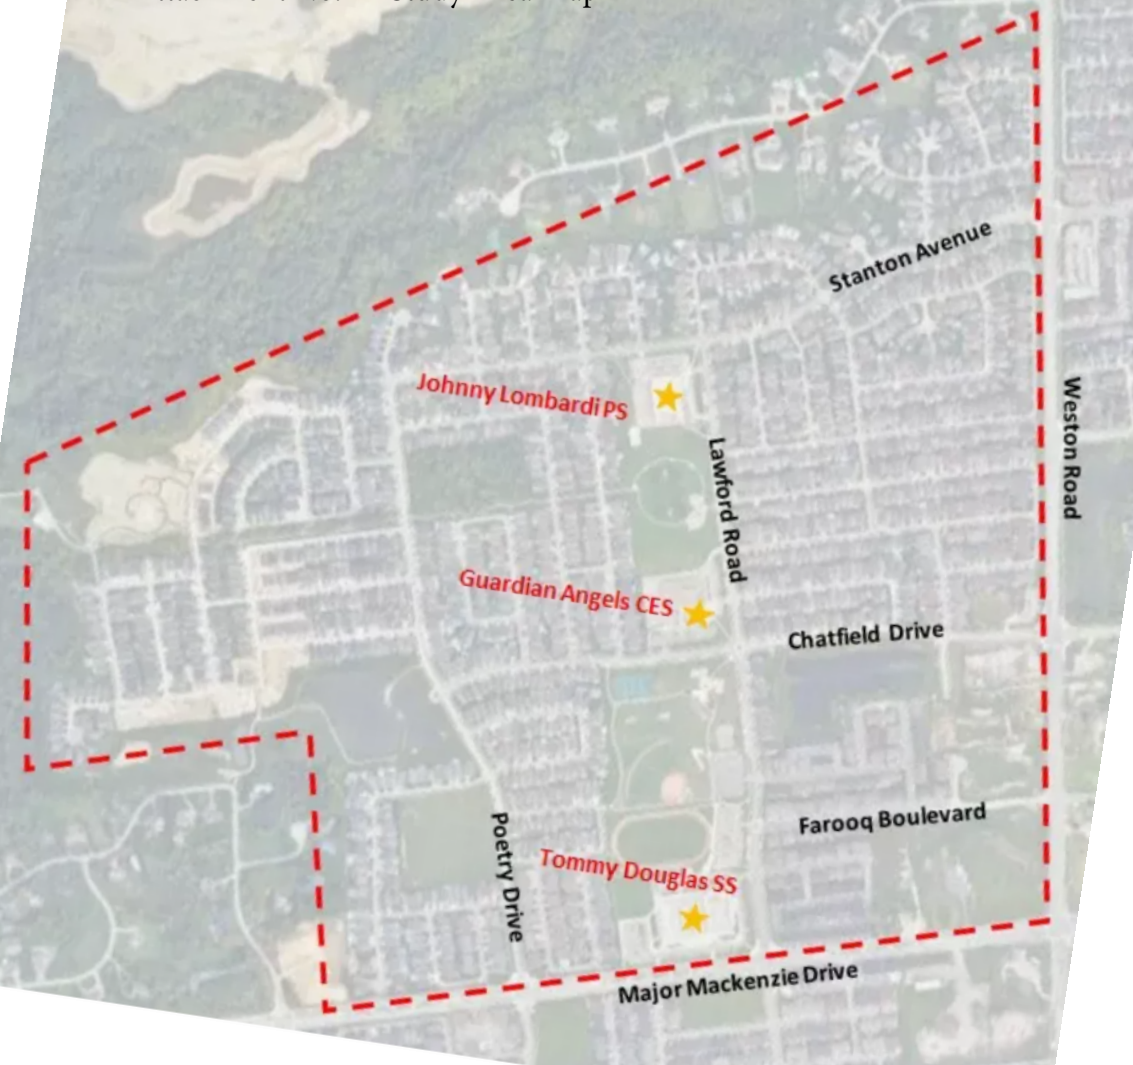 Stanton Avenue
Johnny Lombardi PS
Weston Road
Lawford Road
Guardian Angels CES
Chatfield Drive
Farooq Boulevard
Poetry Drive
Tommy Douglas SS
Major Mackenzie Drive